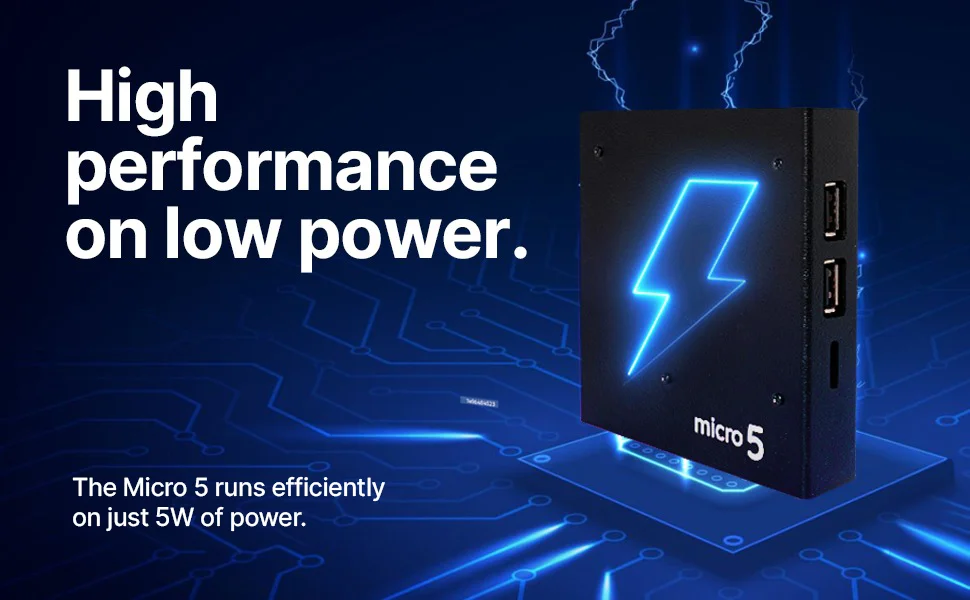 High
performance
on low power.
micro 5
The Micro 5 runs efficiently
on just 5W of power.